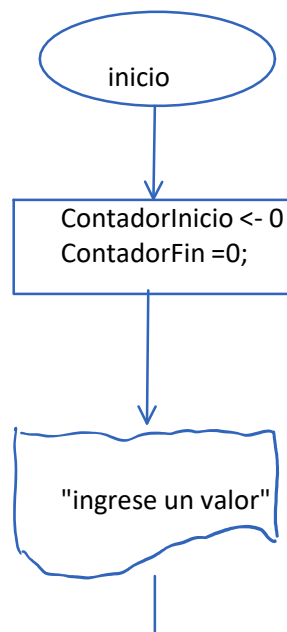 inicio
ContadorInicio <- 0
ContadorFin =0;
"ingrese un valor"